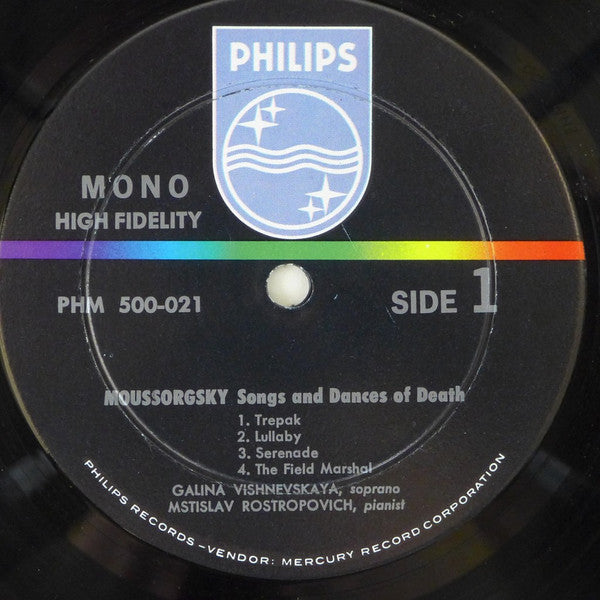 PHILIPS
MONO
HIGH FIDELITY
PHM 500-021
SIDE 1
MOUSSORGSKY Songs and Dances of Death
1. Trepak
2. Lullaby
3. Serenade
4. The Field Marshal
GALINA VISHNEVSKAYA, soprano
MSTISLAV ROSTROPOVICH, pianist
PHILIPS RECORDS – VENDOR: MERCURY RECORD CORPORATION